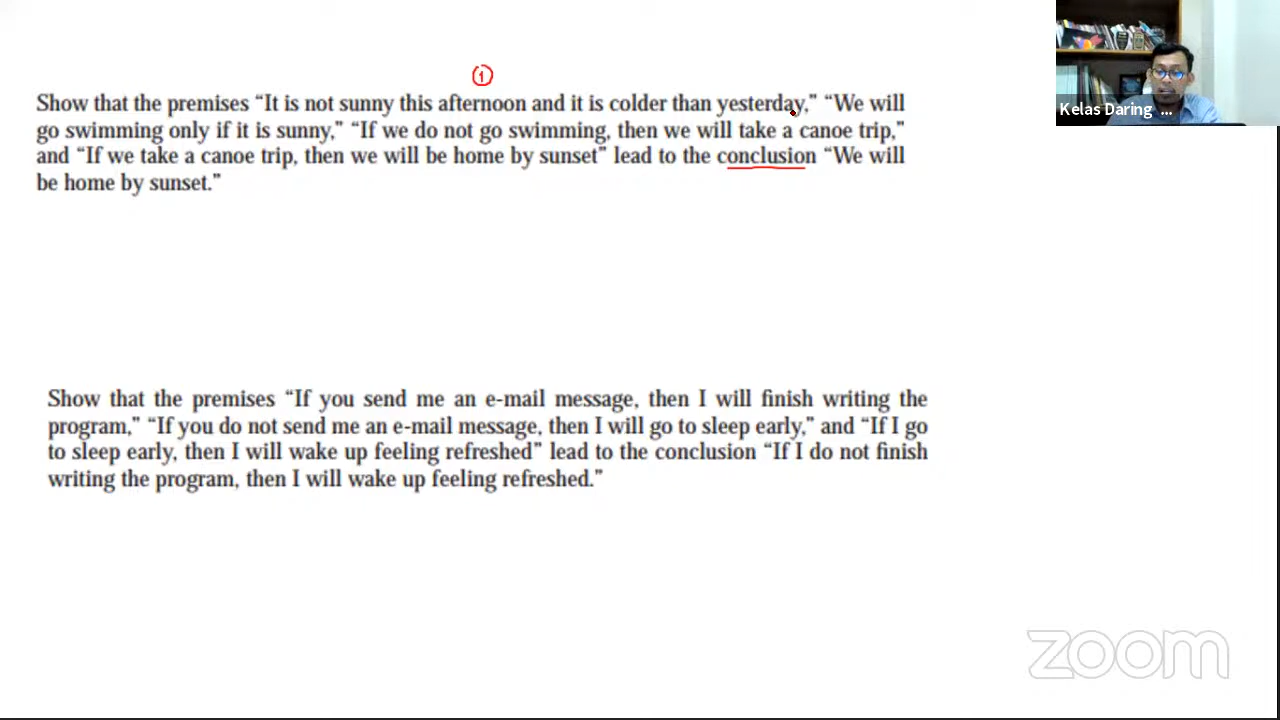 1
Show that the premises “It is not sunny this afternoon and it is colder than yesterday,” “We will
go swimming only if it is sunny,” “If we do not go swimming, then we will take a canoe trip,”
and “If we take a canoe trip, then we will be home by sunset” lead to the conclusion “We will
be home by sunset.”
Kelas Daring ...
Show that the premises “If you send me an e-mail message, then I will finish writing the
program,” “If you do not send me an e-mail message, then I will go to sleep early,” and “If I go
to sleep early, then I will wake up feeling refreshed” lead to the conclusion “If I do not finish
writing the program, then I will wake up feeling refreshed.”
zoom